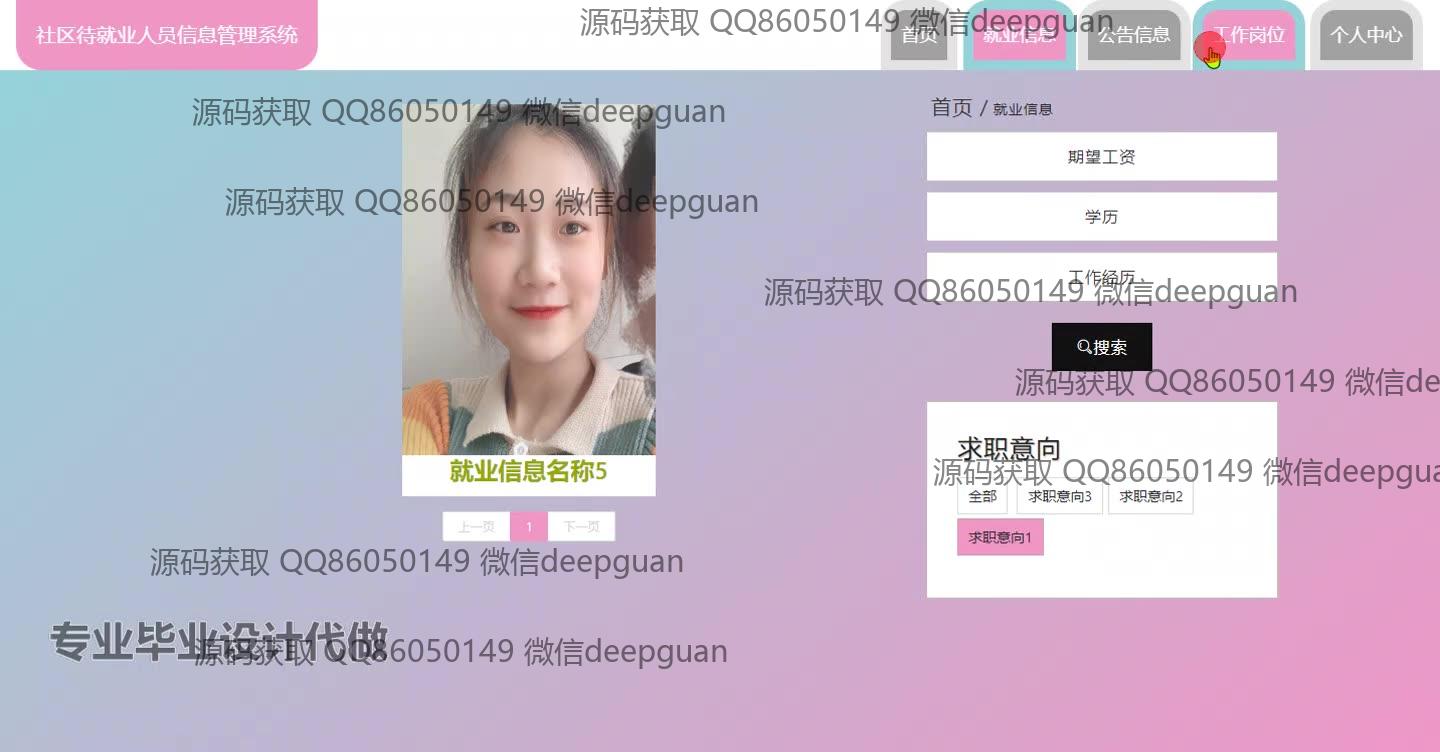 源码获取 QQ86050149 微信deepguan
社区待就业人员信息管理系统
首页
就业信息
公告信息
工作岗位
个人中心
源码获取 QQ86050149 微信deepguan
首页 / 就业信息
期望工资
源码获取 QQ86050149 微信deepguan
学历
工作经历
源码获取 QQ86050149 微信deepguan
搜索
源码获取 QQ86050149 微信de
求职意向
源码获取 QQ86050149 微信deepgua
就业信息名称5
全部 求职意向3 求职意向2
求职意向1
上一页 1 下一页
源码获取 QQ86050149 微信deepguan
专业毕业设计代做
源码获取 QQ86050149 微信deepguan